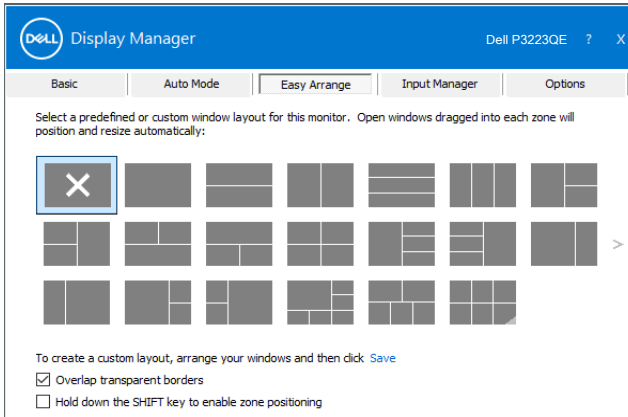 DELL Display Manager Dell P3223QE ? X
Basic Auto Mode Easy Arrange Input Manager Options
Select a predefined or custom window layout for this monitor. Open windows dragged into each zone will
position and resize automatically:
>
To create a custom layout, arrange your windows and then click Save
Overlap transparent borders
Hold down the SHIFT key to enable zone positioning